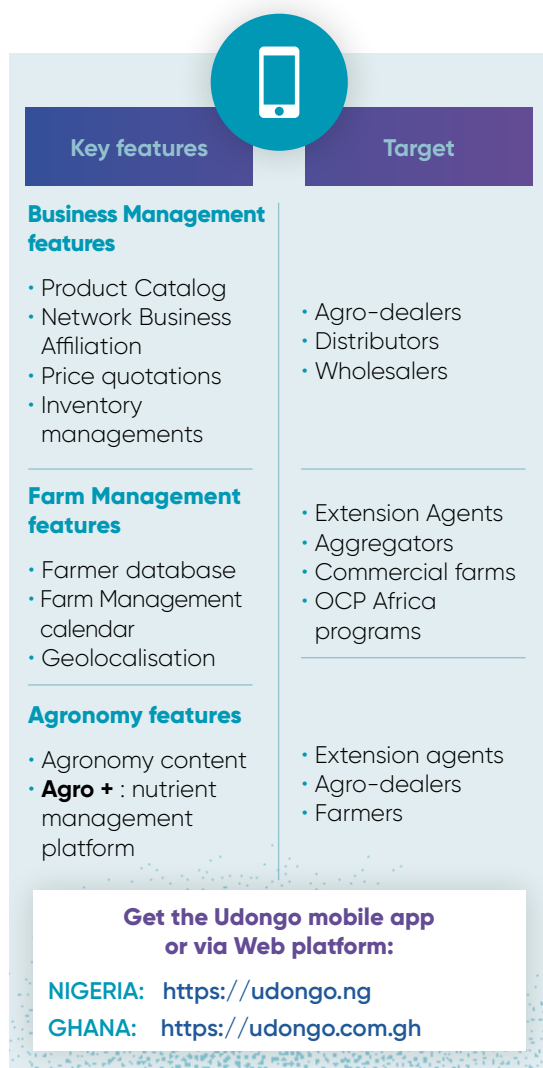 Key features
Target
Business Management
features
• Product Catalog
• Network Business
Affiliation
• Price quotations
• Inventory
managements
• Agro-dealers
• Distributors
• Wholesalers
Farm Management
features
• Farmer database
• Farm Management
calendar
• Geolocalisation
• Extension Agents
• Aggregators
• Commercial farms
• OCP Africa
programs
Agronomy features
• Agronomy content
• Agro + : nutrient
management
platform
• Extension agents
• Agro-dealers
• Farmers
Get the Udongo mobile app
or via Web platform:
NIGERIA: https://udongo.ng
GHANA: https://udongo.com.gh